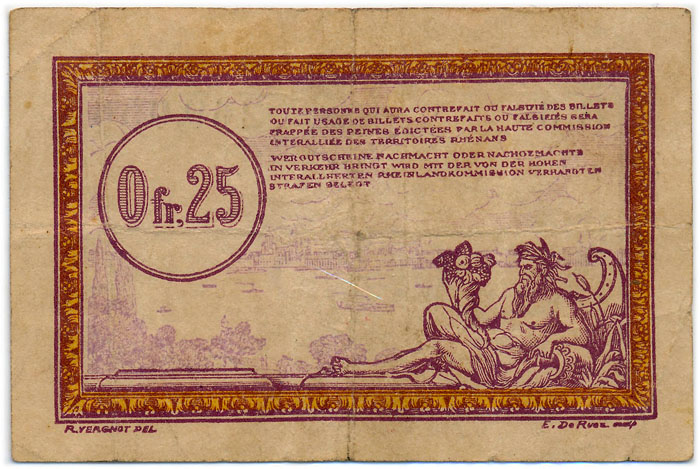 TOUTE PERSONNE QUI AURA CONTREFAIT OU FALSIFIÉ DES BILLETS
OU FAIT USAGE DE BILLETS CONTREFAITS OU FALSIFIÉS SERA
FRAPPÉE DES PEINES ÉDICTÉES PAR LA HAUTE COMMISSION
INTERALLIÉE DES TERRITOIRES RHÉNANS
WER GUTSCHEINE NACHMACHT ODER NACHGEMACHTE
IN VERKEHR BRINGT WIRD MIT DER VON DER HOHEN
INTERALLIIERTEN RHEINLANDKOMMISSION VERHÄNGTEN
STRAFEN BELEGT
0 fr,25
R. VERGNOT DEL
E. DeRuaz